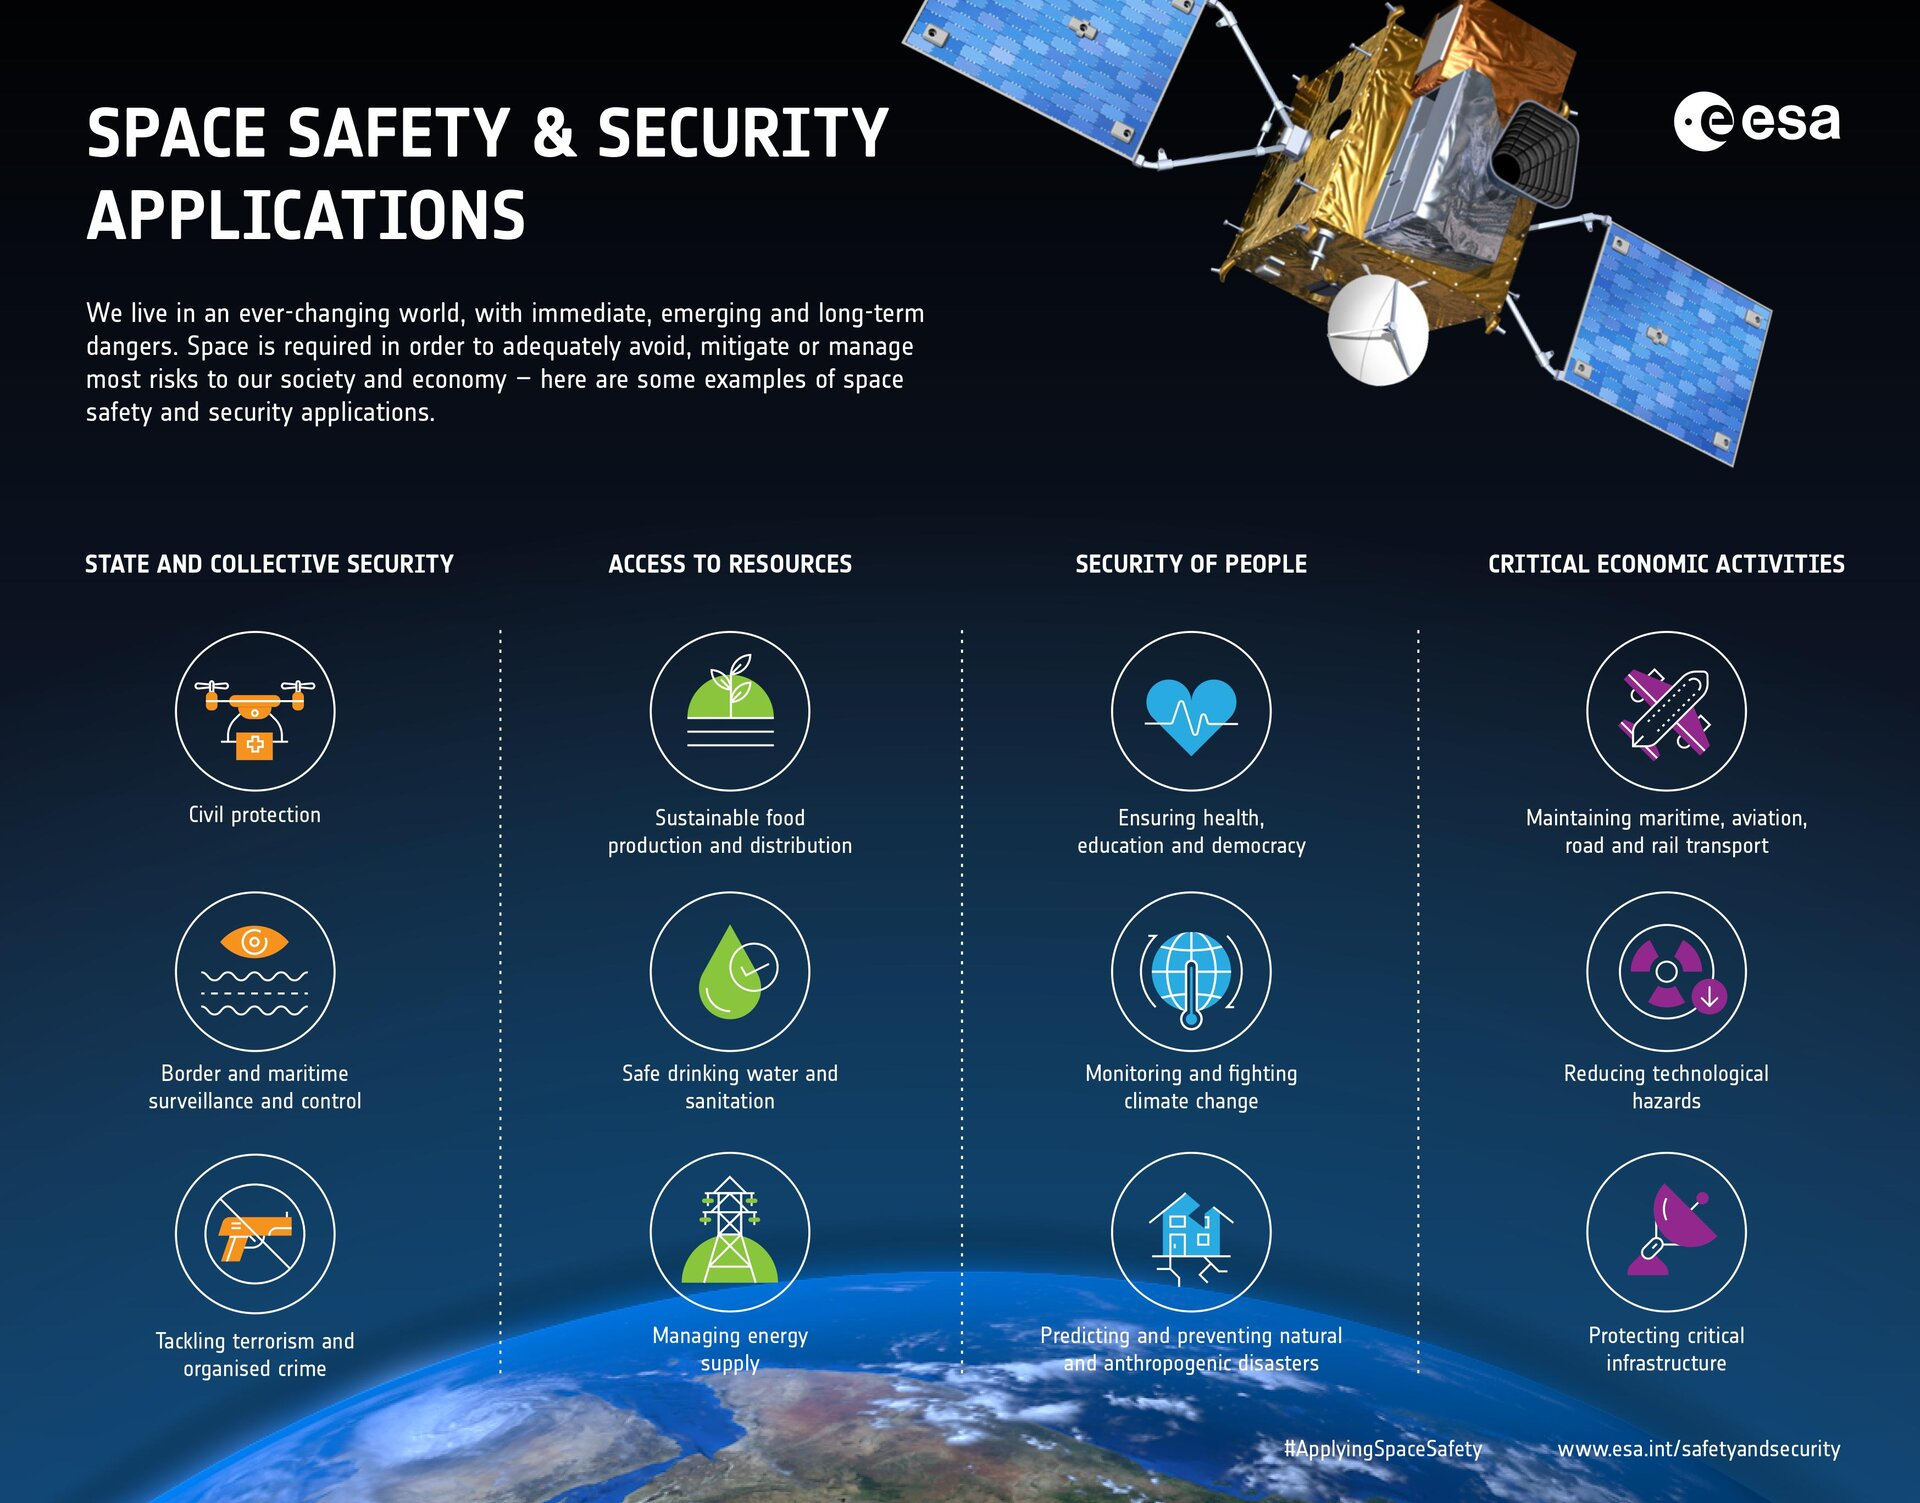 SPACE SAFETY & SECURITY
APPLICATIONS
esa
We live in an ever-changing world, with immediate, emerging and long-term
dangers. Space is required in order to adequately avoid, mitigate or manage
most risks to our society and economy – here are some examples of space
safety and security applications.
STATE AND COLLECTIVE SECURITY
Civil protection
Border and maritime
surveillance and control
Tackling terrorism and
organised crime
ACCESS TO RESOURCES
Sustainable food
production and distribution
Safe drinking water and
sanitation
Managing energy
supply
SECURITY OF PEOPLE
Ensuring health,
education and democracy
Monitoring and fighting
climate change
Predicting and preventing natural
and anthropogenic disasters
CRITICAL ECONOMIC ACTIVITIES
Maintaining maritime, aviation,
road and rail transport
Reducing technological
hazards
Protecting critical
infrastructure
#ApplyingSpaceSafety
www.esa.int/safetyandsecurity